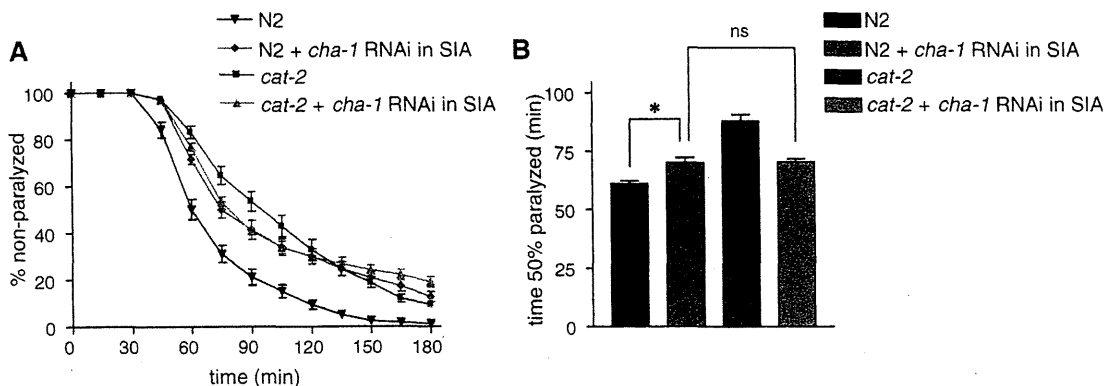 A
N2
N2 + cha-1 RNAi in SIA
cat-2
cat-2 + cha-1 RNAi in SIA
% non-paralyzed
100
80
60
40
20
0
0 30 60 90 120 150 180
time (min)
B
N2
N2 + cha-1 RNAi in SIA
cat-2
cat-2 + cha-1 RNAi in SIA
ns
*
time 50% paralyzed (min)
100
75
50
25
0